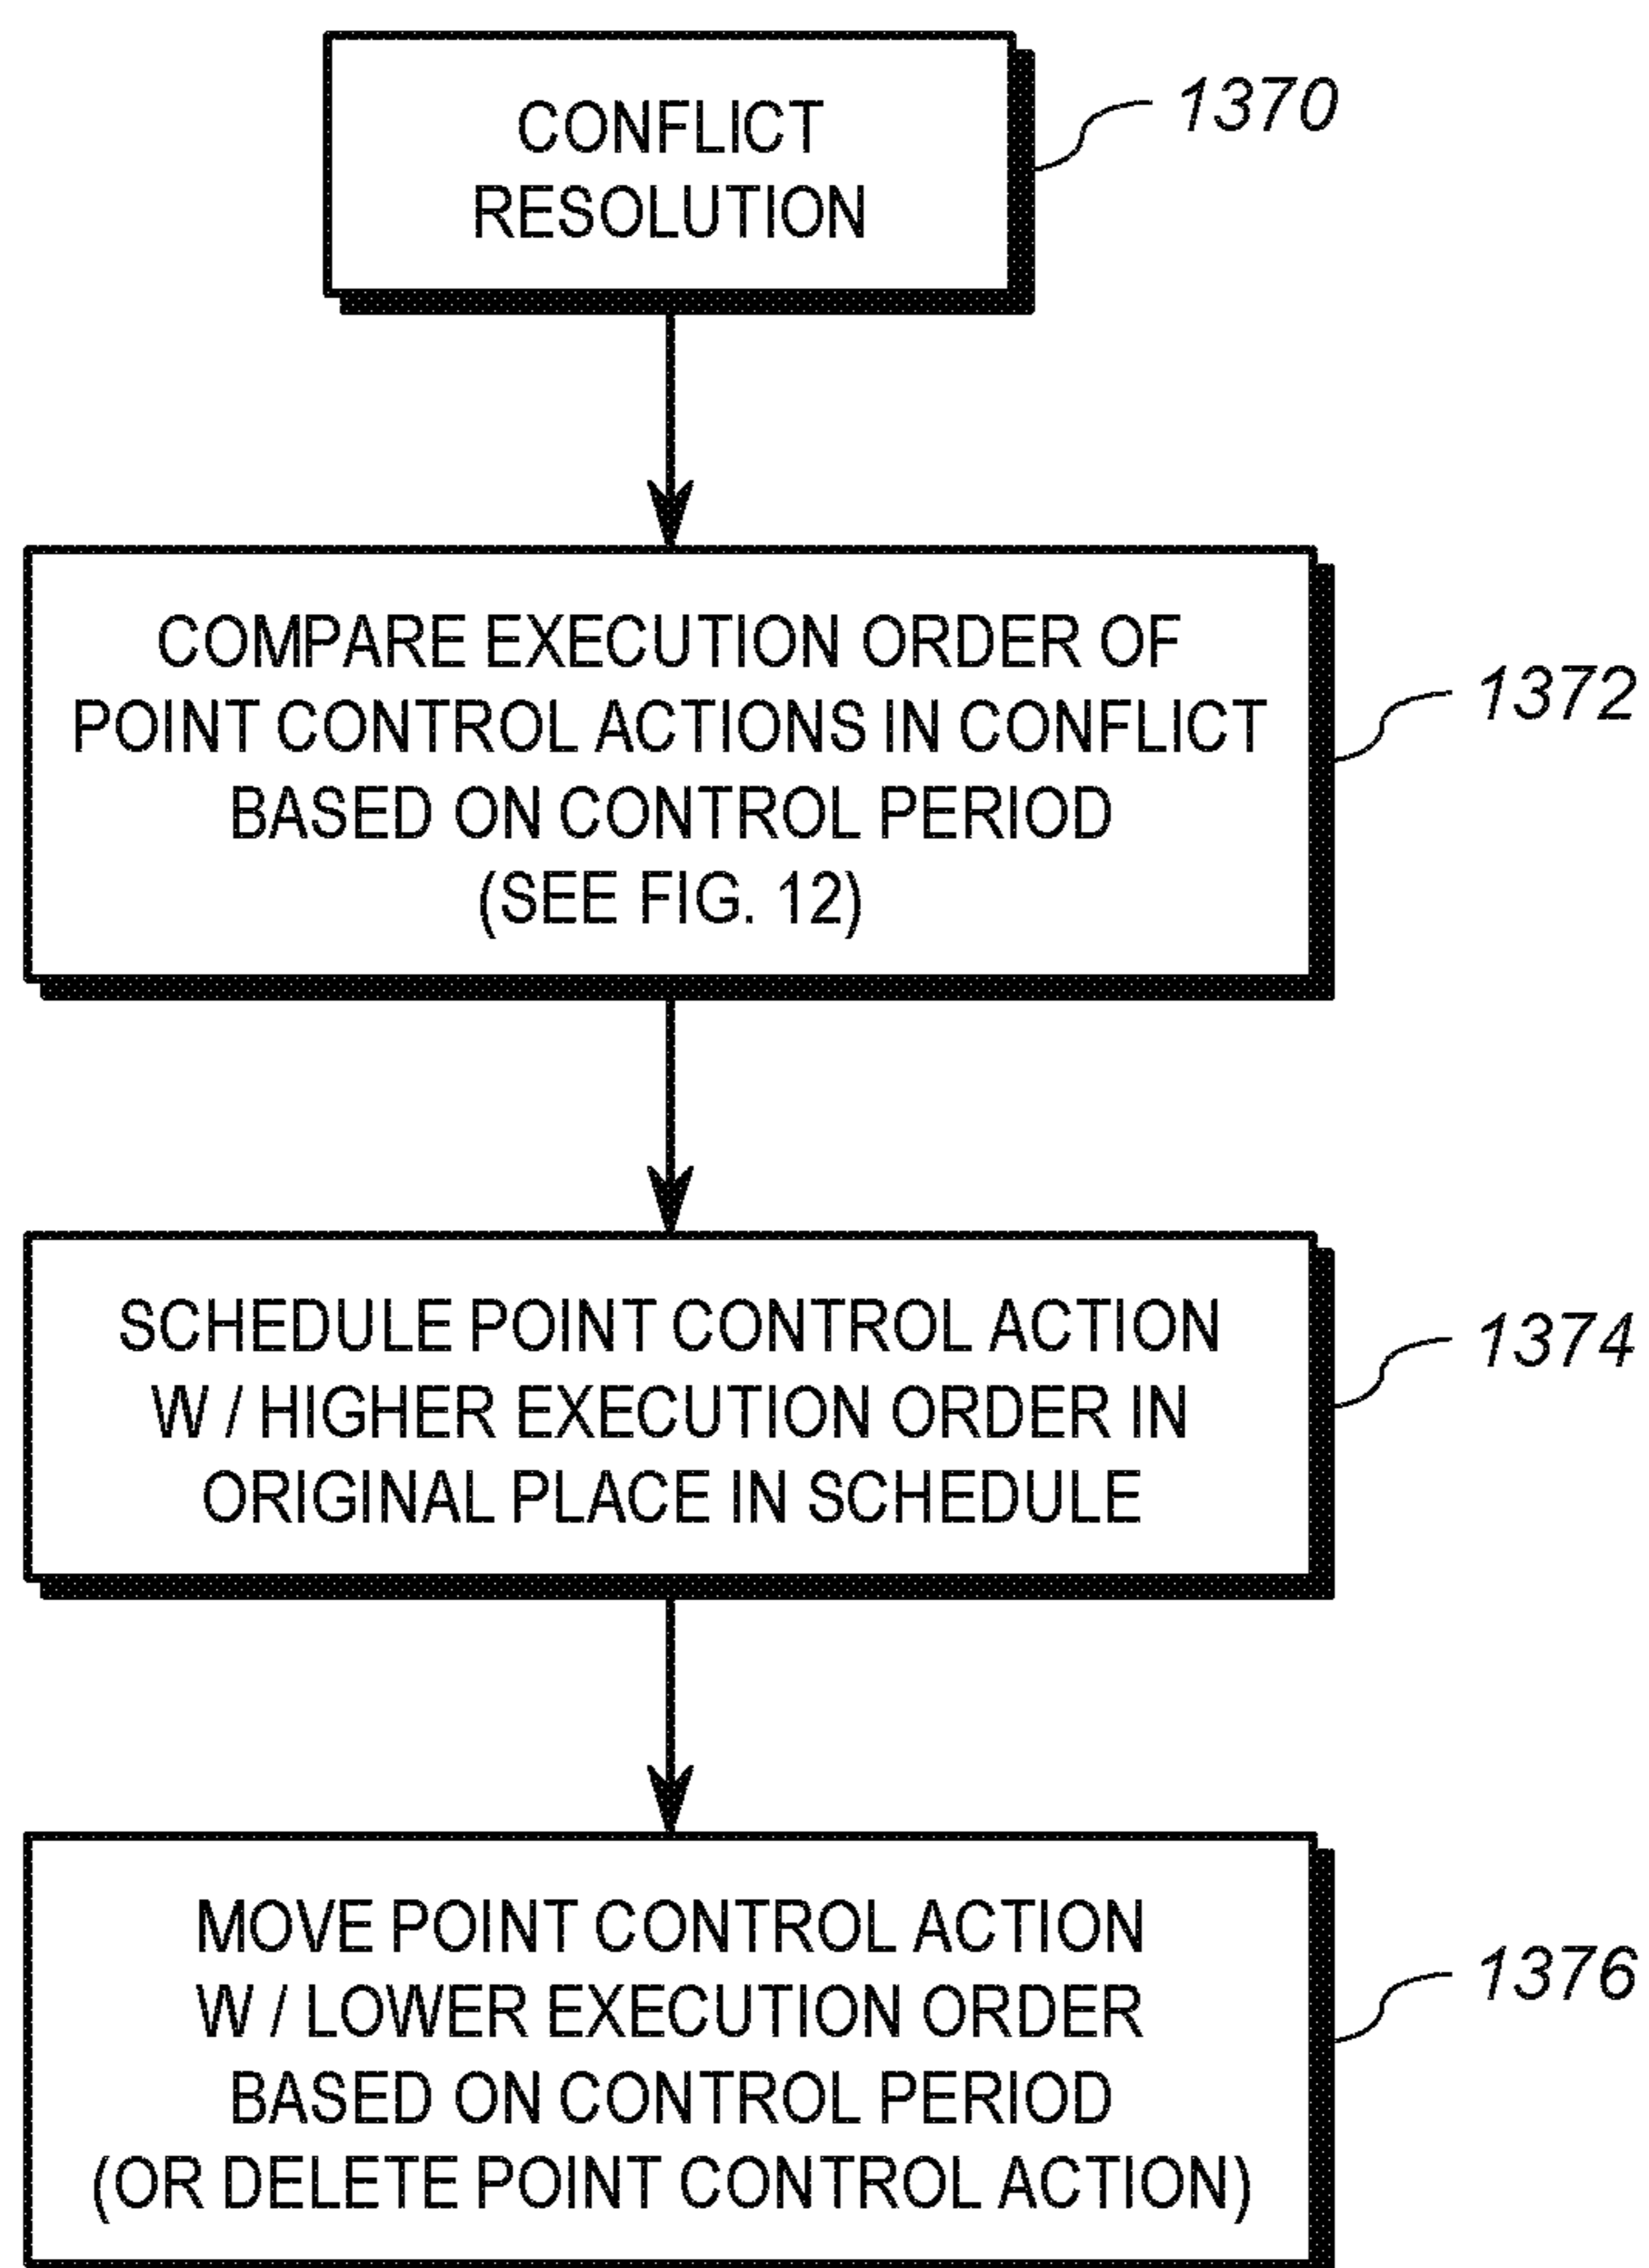 CONFLICT
RESOLUTION
1370
COMPARE EXECUTION ORDER OF
POINT CONTROL ACTIONS IN CONFLICT
BASED ON CONTROL PERIOD
(SEE FIG. 12)
1372
SCHEDULE POINT CONTROL ACTION
W / HIGHER EXECUTION ORDER IN
ORIGINAL PLACE IN SCHEDULE
1374
MOVE POINT CONTROL ACTION
W / LOWER EXECUTION ORDER
BASED ON CONTROL PERIOD
(OR DELETE POINT CONTROL ACTION)
1376